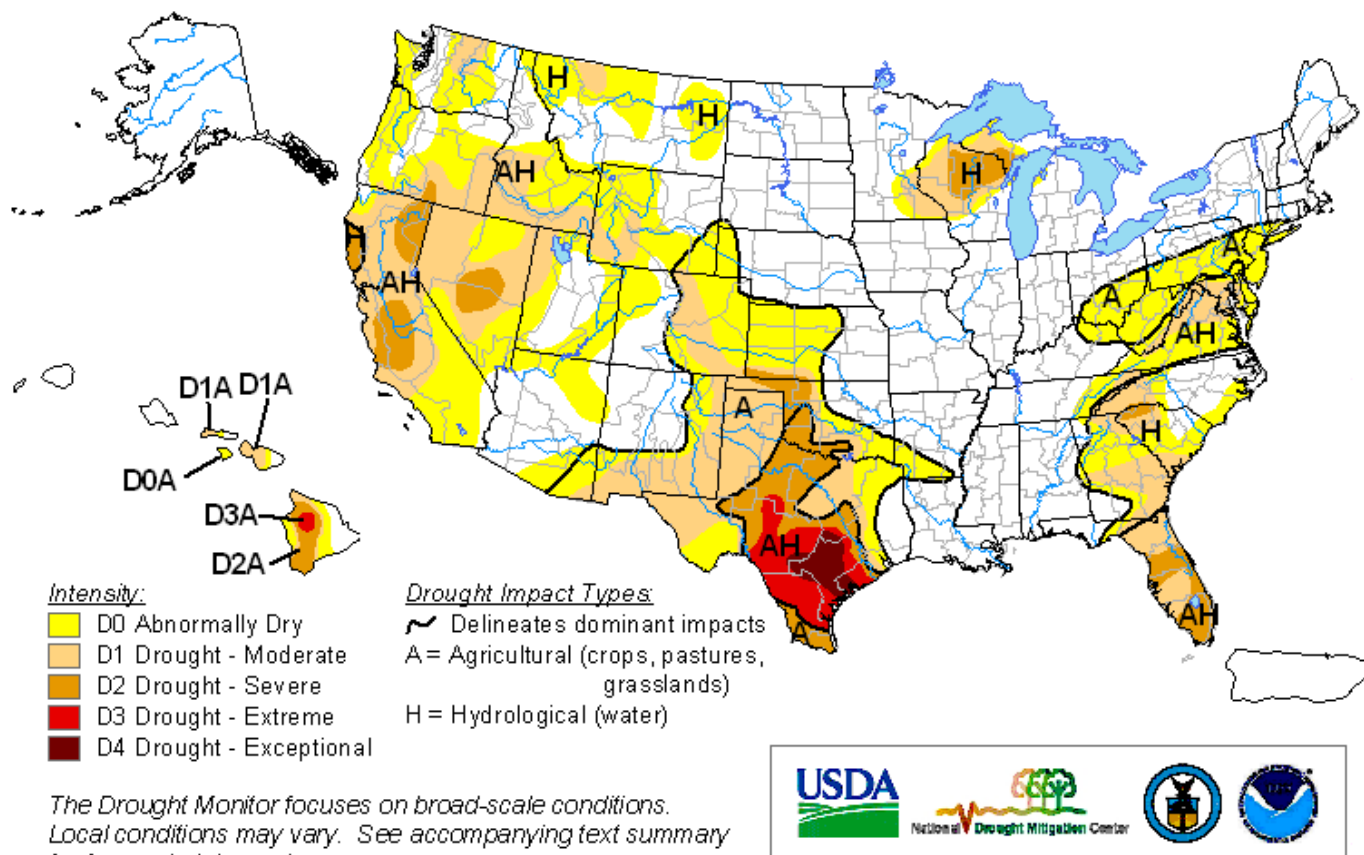 H
H
AH
H
H
AH
A
A
AH
A
H
AH
A
AH
D1A D1A
D0A
D3A
D2A
Intensity:
D0 Abnormally Dry
D1 Drought - Moderate
D2 Drought - Severe
D3 Drought - Extreme
D4 Drought - Exceptional
Drought Impact Types:
Delineates dominant impacts
A = Agricultural (crops, pastures,
grasslands)
H = Hydrological (water)
The Drought Monitor focuses on broad-scale conditions.
Local conditions may vary. See accompanying text summary
USDA
National Drought Mitigation Center